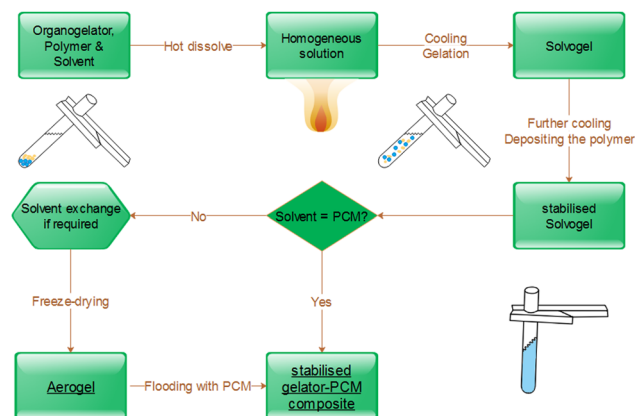 Organogelator,
Polymer &
Solvent
Hot dissolve
Homogeneous
solution
Cooling
Gelation
Solvogel
Further cooling
Depositing the polymer
Solvent exchange
if required
No
Solvent = PCM?
stabilised
Solvogel
Freeze-drying
Yes
Aerogel
Flooding with PCM
stabilised
gelator-PCM
composite